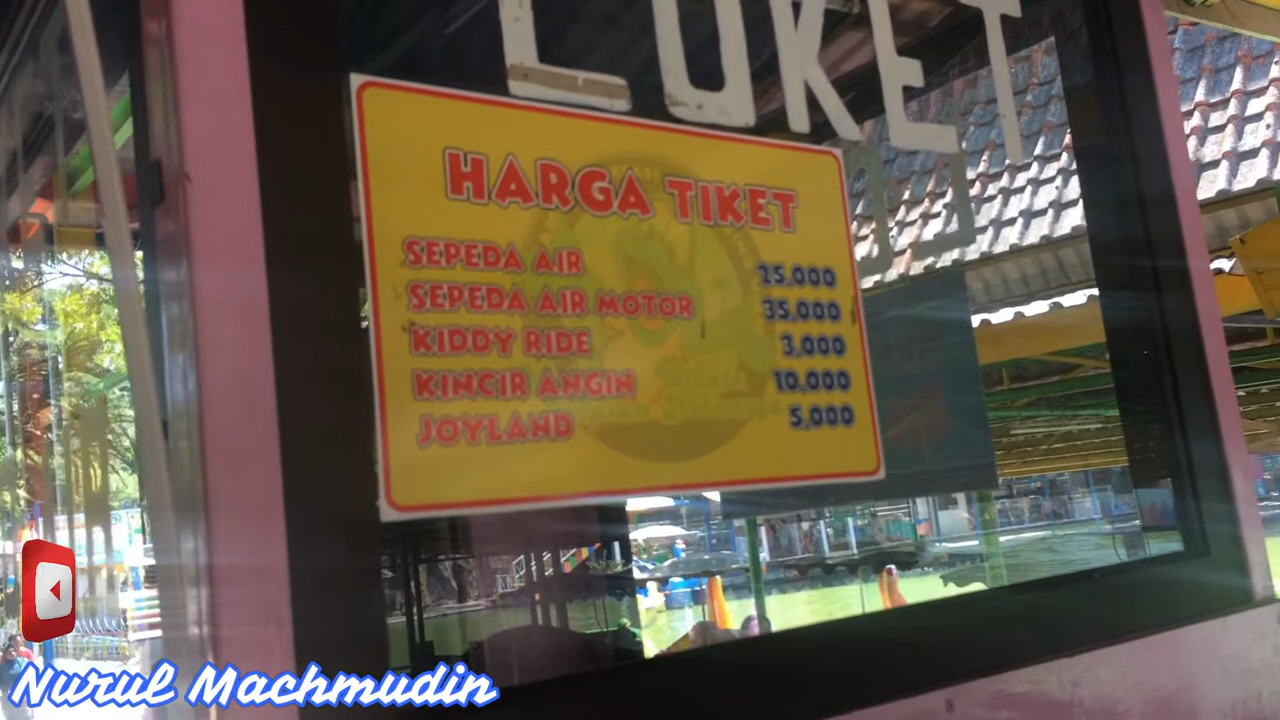 LOKET
HARGA TIKET
SEPEDA AIR 25,000
SEPEDA AIR MOTOR 35,000
KIDDY RIDE 3,000
KINCIR ANGIN 10,000
JOYLAND 5,000
Nurul Machmudin